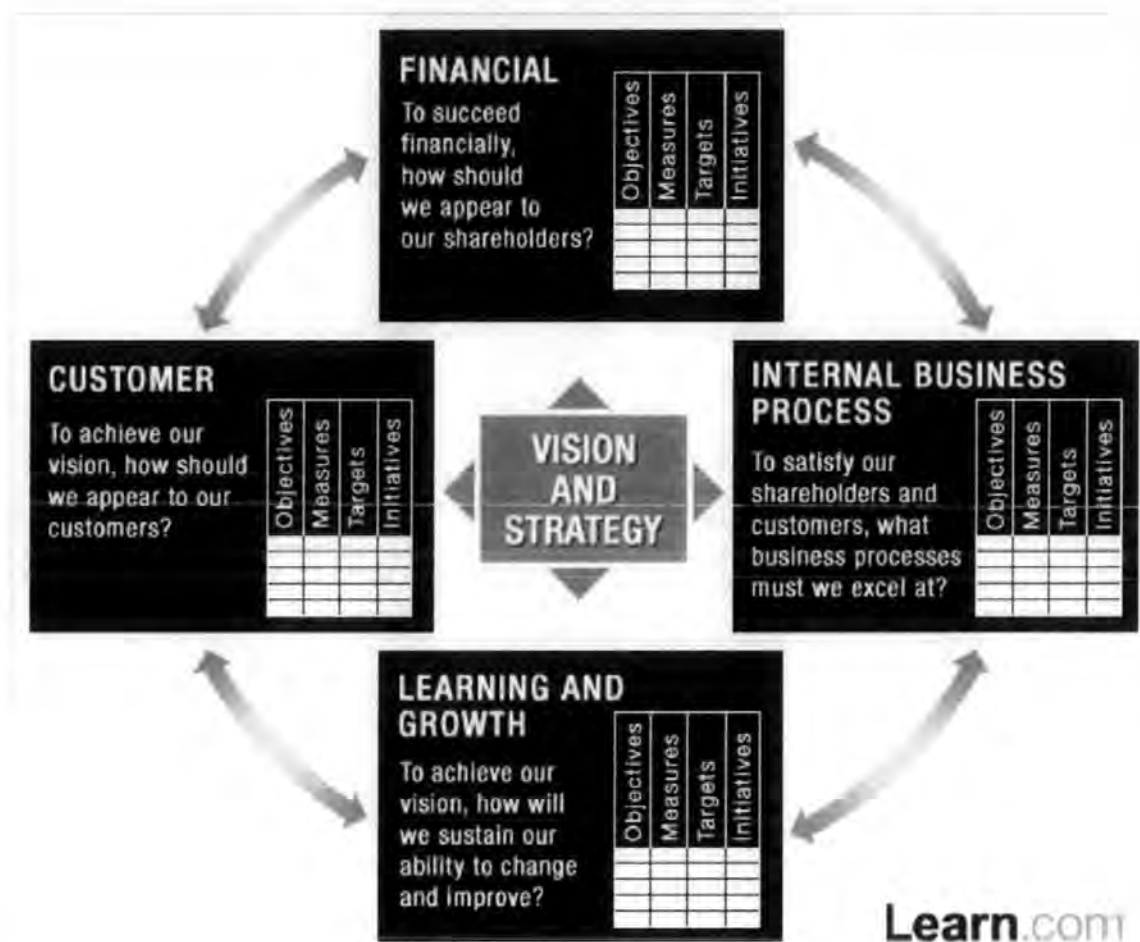 FINANCIAL
To succeed
financially,
how should
we appear to
our shareholders?
Objectives
Measures
Targets
Initiatives
CUSTOMER
To achieve our
vision, how should
we appear to our
customers?
Objectives
Measures
Targets
Initiatives
VISION
AND
STRATEGY
INTERNAL BUSINESS
PROCESS
To satisfy our
shareholders and
customers, what
business processes
must we excel at?
Objectives
Measures
Targets
Initiatives
LEARNING AND
GROWTH
To achieve our
vision, how will
we sustain our
ability to change
and improve?
Objectives
Measures
Targets
Initiatives
Learn.com